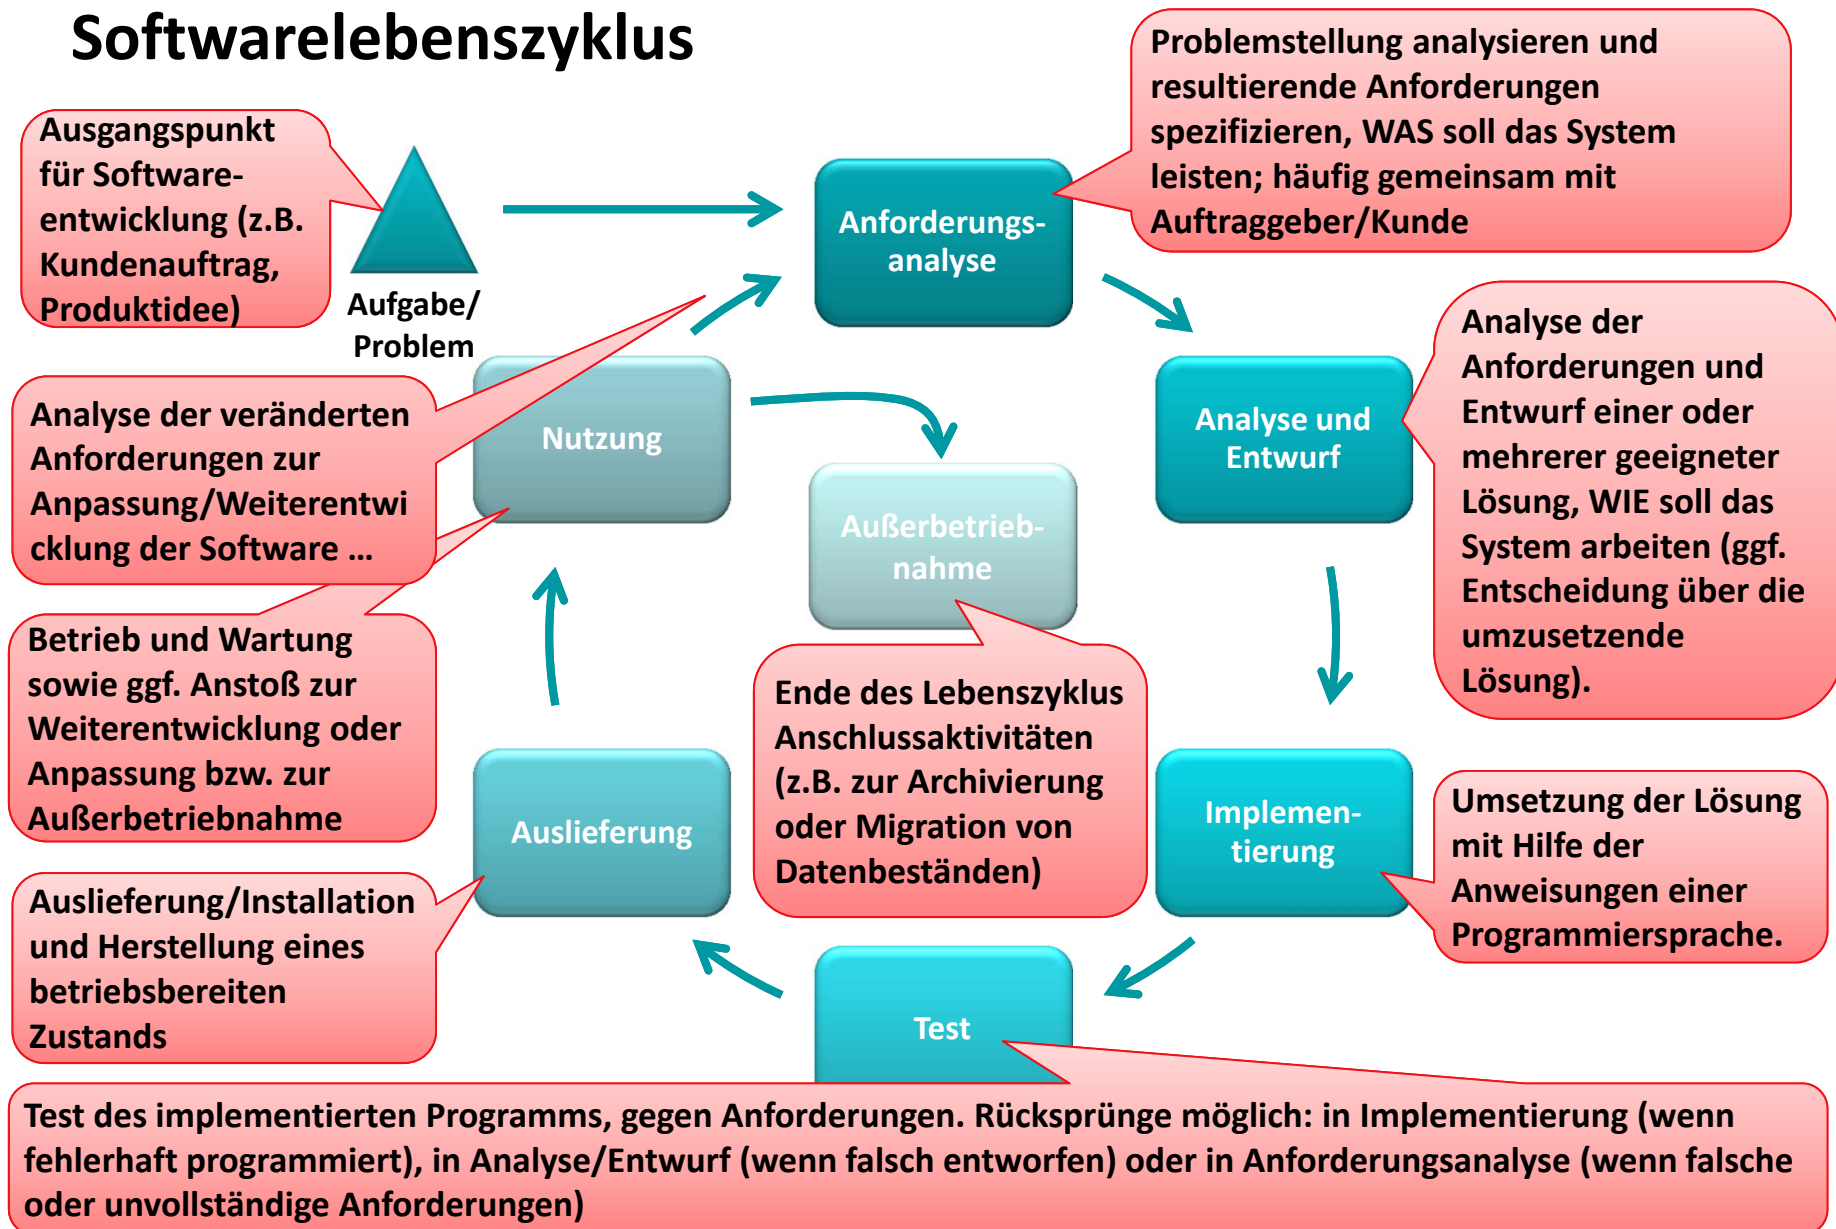 Softwarelebenszyklus
Ausgangspunkt
für Software-
entwicklung (z.B.
Kundenauftrag,
Produktidee)
Aufgabe/
Problem
Anforderungs-
analyse
Problemstellung analysieren und
resultierende Anforderungen
spezifizieren, WAS soll das System
leisten; häufig gemeinsam mit
Auftraggeber/Kunde
Analyse und
Entwurf
Analyse der
Anforderungen und
Entwurf einer oder
mehrerer geeigneter
Lösung, WIE soll das
System arbeiten (ggf.
Entscheidung über die
umzusetzende
Lösung).
Implemen-
tierung
Umsetzung der Lösung
mit Hilfe der
Anweisungen einer
Programmiersprache.
Test
Test des implementierten Programms, gegen Anforderungen. Rücksprünge möglich: in Implementierung (wenn
fehlerhaft programmiert), in Analyse/Entwurf (wenn falsch entworfen) oder in Anforderungsanalyse (wenn falsche
oder unvollständige Anforderungen)
Auslieferung
Auslieferung/Installation
und Herstellung eines
betriebsbereiten
Zustands
Nutzung
Betrieb und Wartung
sowie ggf. Anstoß zur
Weiterentwicklung oder
Anpassung bzw. zur
Außerbetriebnahme
Analyse der veränderten
Anforderungen zur
Anpassung/Weiterentwi
cklung der Software ...
Außerbetrieb-
nahme
Ende des Lebenszyklus
Anschlussaktivitäten
(z.B. zur Archivierung
oder Migration von
Datenbeständen)